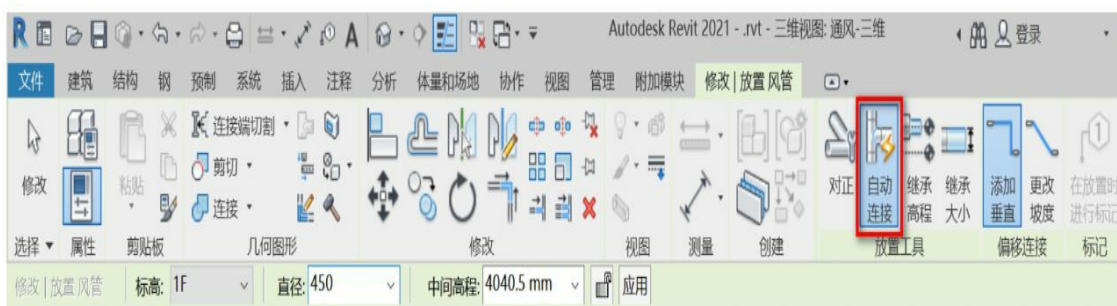 Autodesk Revit 2021 - .rvt - 三维视图: 通风-三维 登录
文件 建筑 结构 钢 预制 系统 插入 注释 分析 体量和场地 协作 视图 管理 附加模块 修改 | 放置 风管
连接端切割
剪切
连接
修改 粘贴 对正 自动 连接 继承 高程 继承 大小 添加 垂直 更改 坡度 在放置时 进行标记
选择 属性 剪贴板 几何图形 修改 视图 测量 创建 放置工具 偏移连接 标记
修改 | 放置 风管 标高: 1F 直径: 450 中间高程: 4040.5 mm 应用